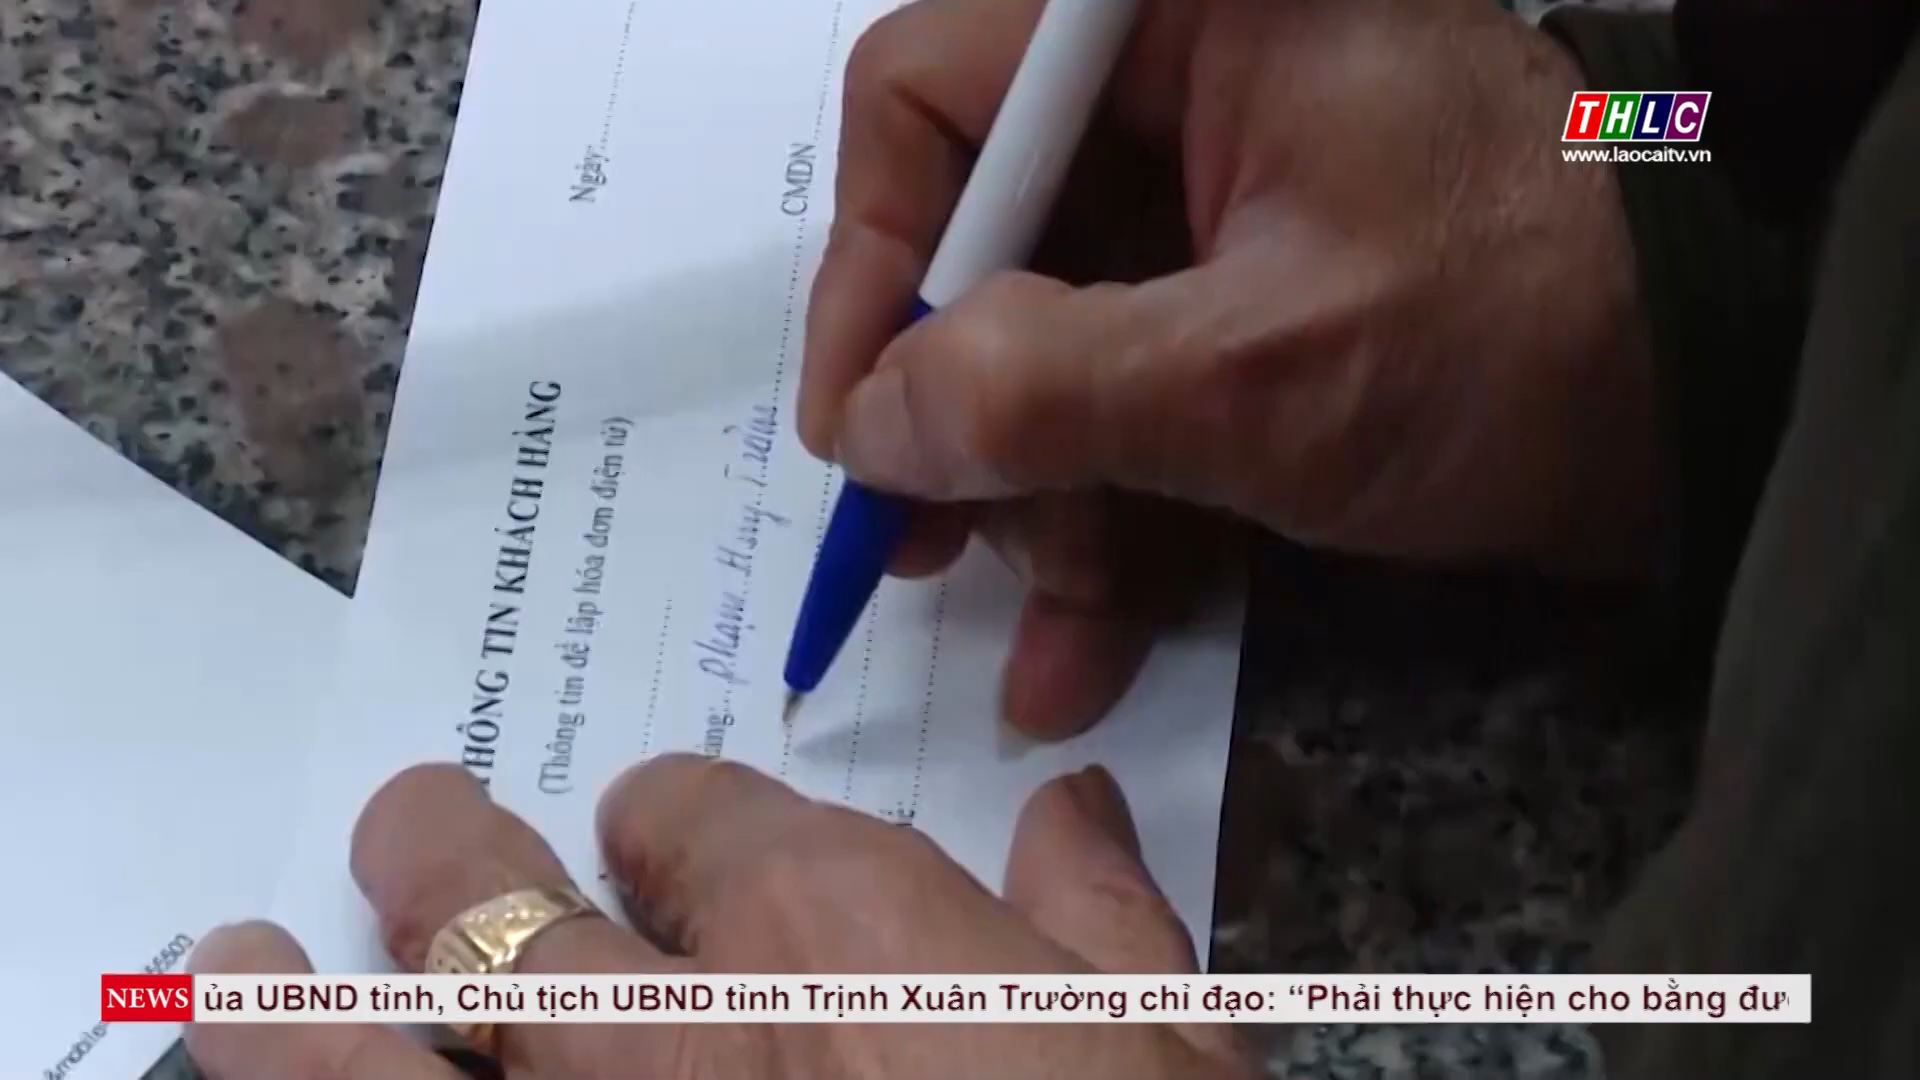 THLC
www.laocaitv.vn
Ngày:
THÔNG TIN KHÁCH HÀNG
(Thông tin để lập hóa đơn điện tử)
Phạm Hồng
CMDN
55503
NEWS
ủa UBND tỉnh, Chủ tịch UBND tỉnh Trịnh Xuân Trường chỉ đạo: “Phải thực hiện cho bằng đư